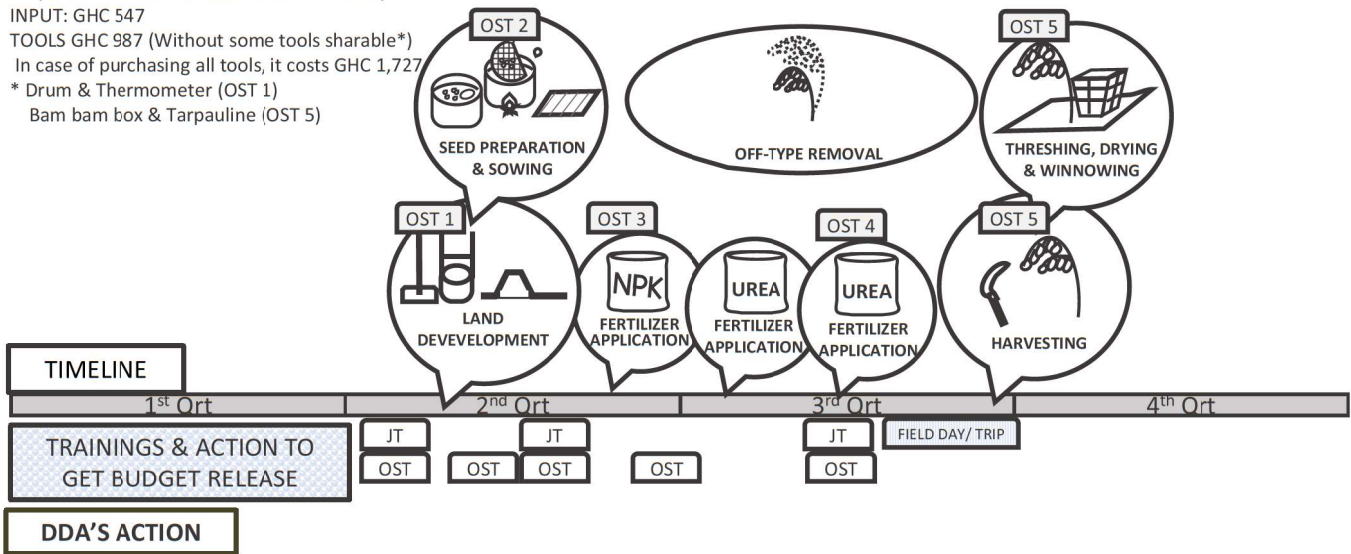 INPUT: GHC 547
TOOLS GHC 987 (Without some tools sharable*)
In case of purchasing all tools, it costs GHC 1,727
* Drum & Thermometer (OST 1)
Bam bam box & Tarpauline (OST 5)
OST 2
SEED PREPARATION
& SOWING
OFF-TYPE REMOVAL
OST 5
THRESHING, DRYING
& WINNOWING
OST 1
LAND
DEVEVELOPMENT
OST 3
NPK
FERTILIZER
APPLICATION
UREA
FERTILIZER
APPLICATION
OST 4
UREA
FERTILIZER
APPLICATION
OST 5
HARVESTING
TIMELINE
1st Qrt
2nd Qrt
3rd Qrt
4th Qrt
TRAININGS & ACTION TO
GET BUDGET RELEASE
JT
JT
JT
FIELD DAY/ TRIP
OST
OST
OST
OST
OST
DDA'S ACTION